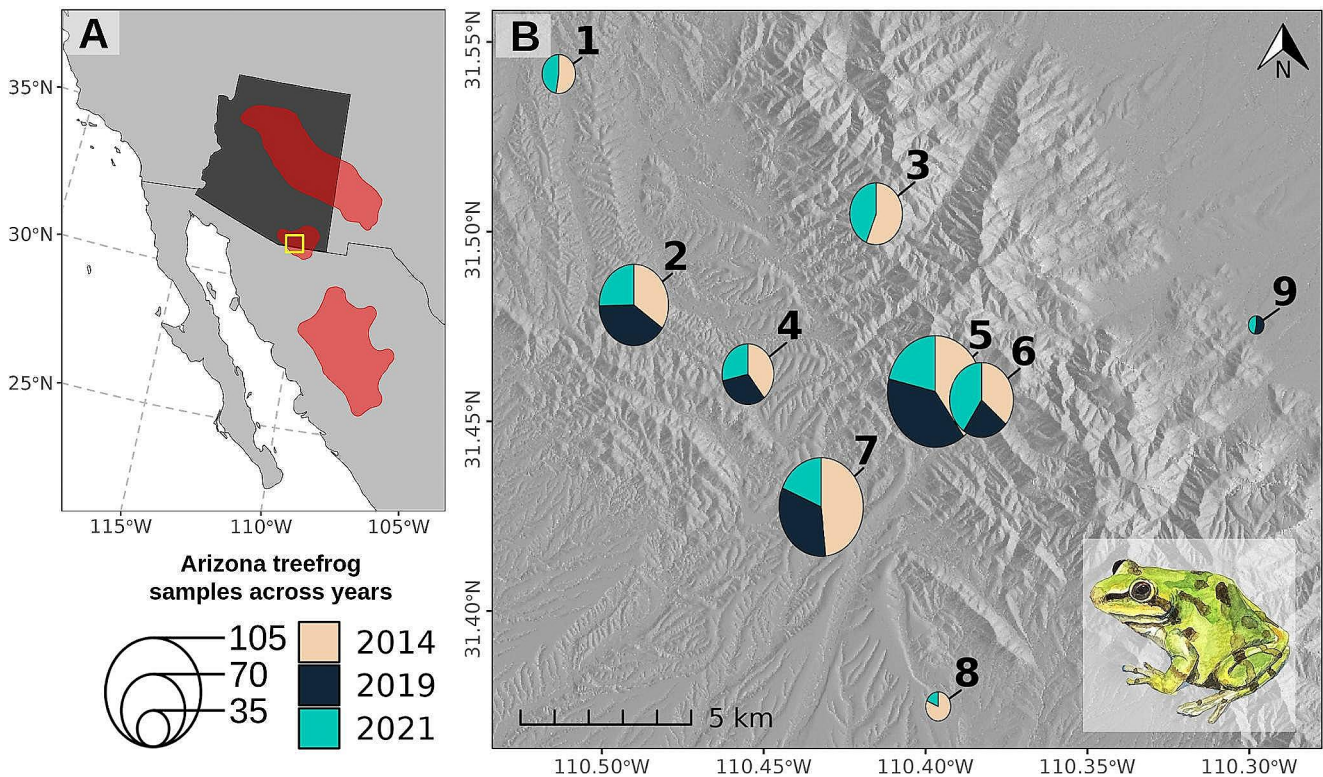 A
35°N
30°N
25°N
115°W
110°W
105°W
Arizona treefrog
samples across years
105
70
35
2014
2019
2021
B
N
31.55°N
31.50°N
31.45°N
31.40°N
1
2
3
4
5
6
7
8
9
5 km
110.50°W
110.45°W
110.40°W
110.35°W
110.30°W